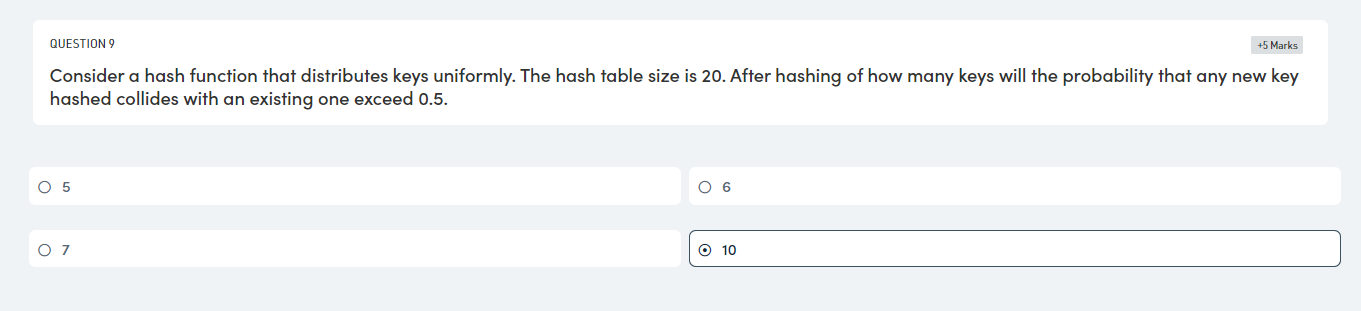 QUESTION 9
+5 Marks
Consider a hash function that distributes keys uniformly. The hash table size is 20. After hashing of how many keys will the probability that any new key
hashed collides with an existing one exceed 0.5.
5
6
7
10